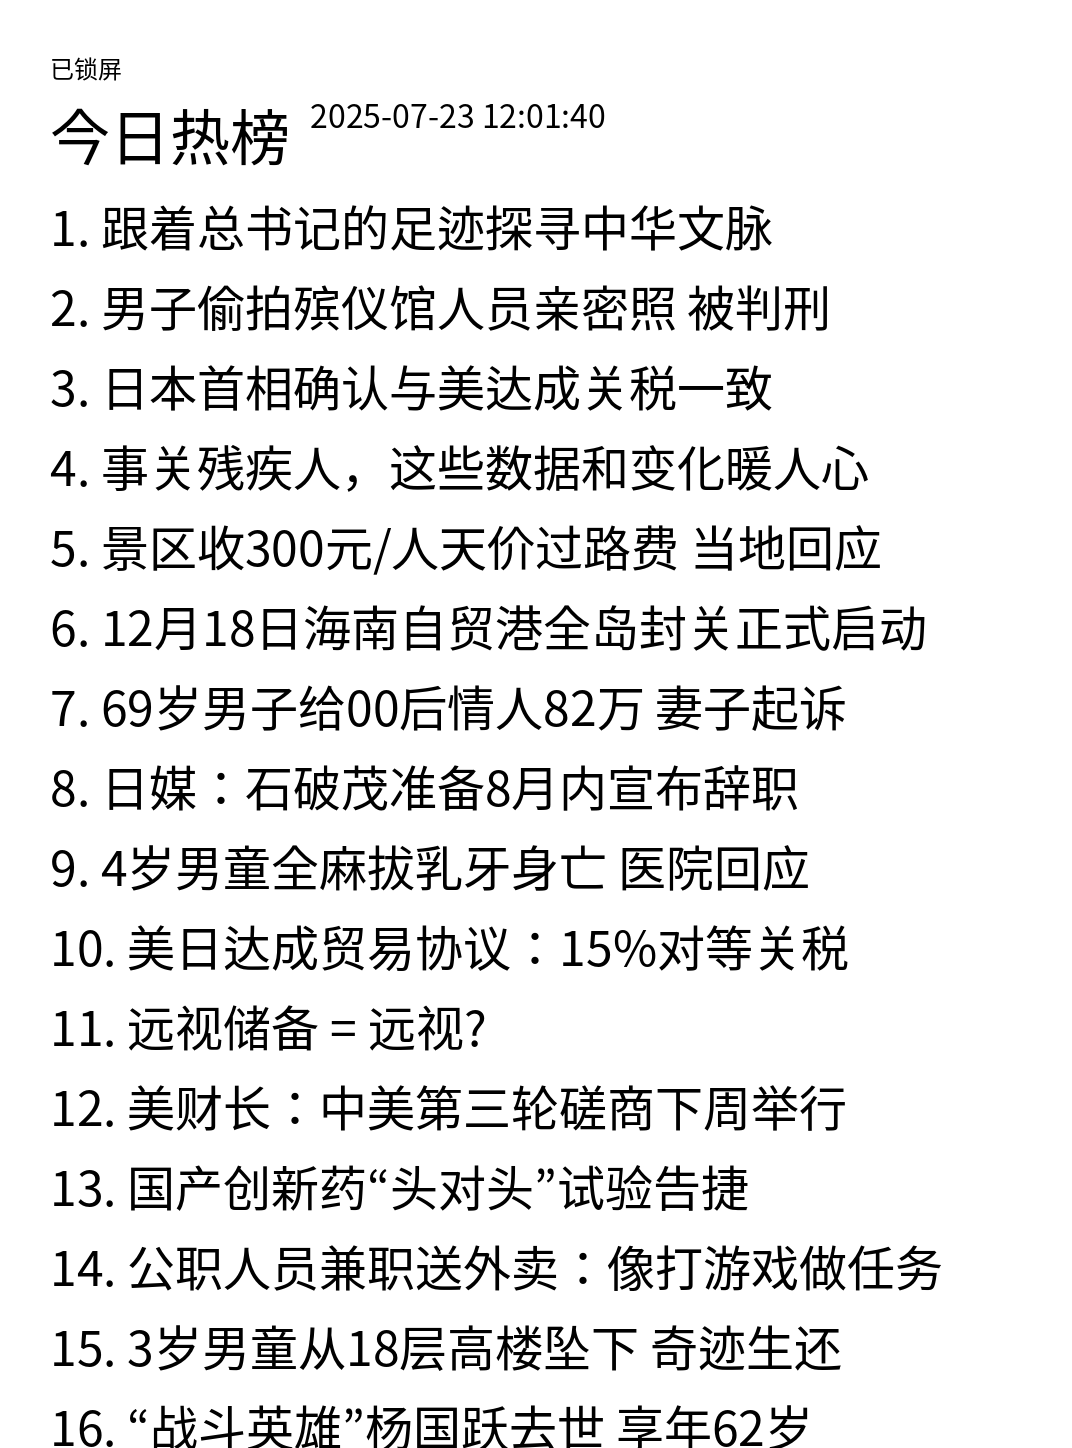 已锁屏
今日热榜 2025-07-23 12:01:40
1. 跟着总书记的足迹探寻中华文脉
2. 男子偷拍殡仪馆人员亲密照 被判刑
3. 日本首相确认与美达成关税一致
4. 事关残疾人，这些数据和变化暖人心
5. 景区收300元/人天价过路费 当地回应
6. 12月18日海南自贸港全岛封关正式启动
7. 69岁男子给00后情人82万 妻子起诉
8. 日媒：石破茂准备8月内宣布辞职
9. 4岁男童全麻拔乳牙身亡 医院回应
10. 美日达成贸易协议：15%对等关税
11. 远视储备 = 远视?
12. 美财长：中美第三轮磋商下周举行
13. 国产创新药“头对头”试验告捷
14. 公职人员兼职送外卖：像打游戏做任务
15. 3岁男童从18层高楼坠下 奇迹生还
16. “战斗英雄”杨国跃去世 享年62岁